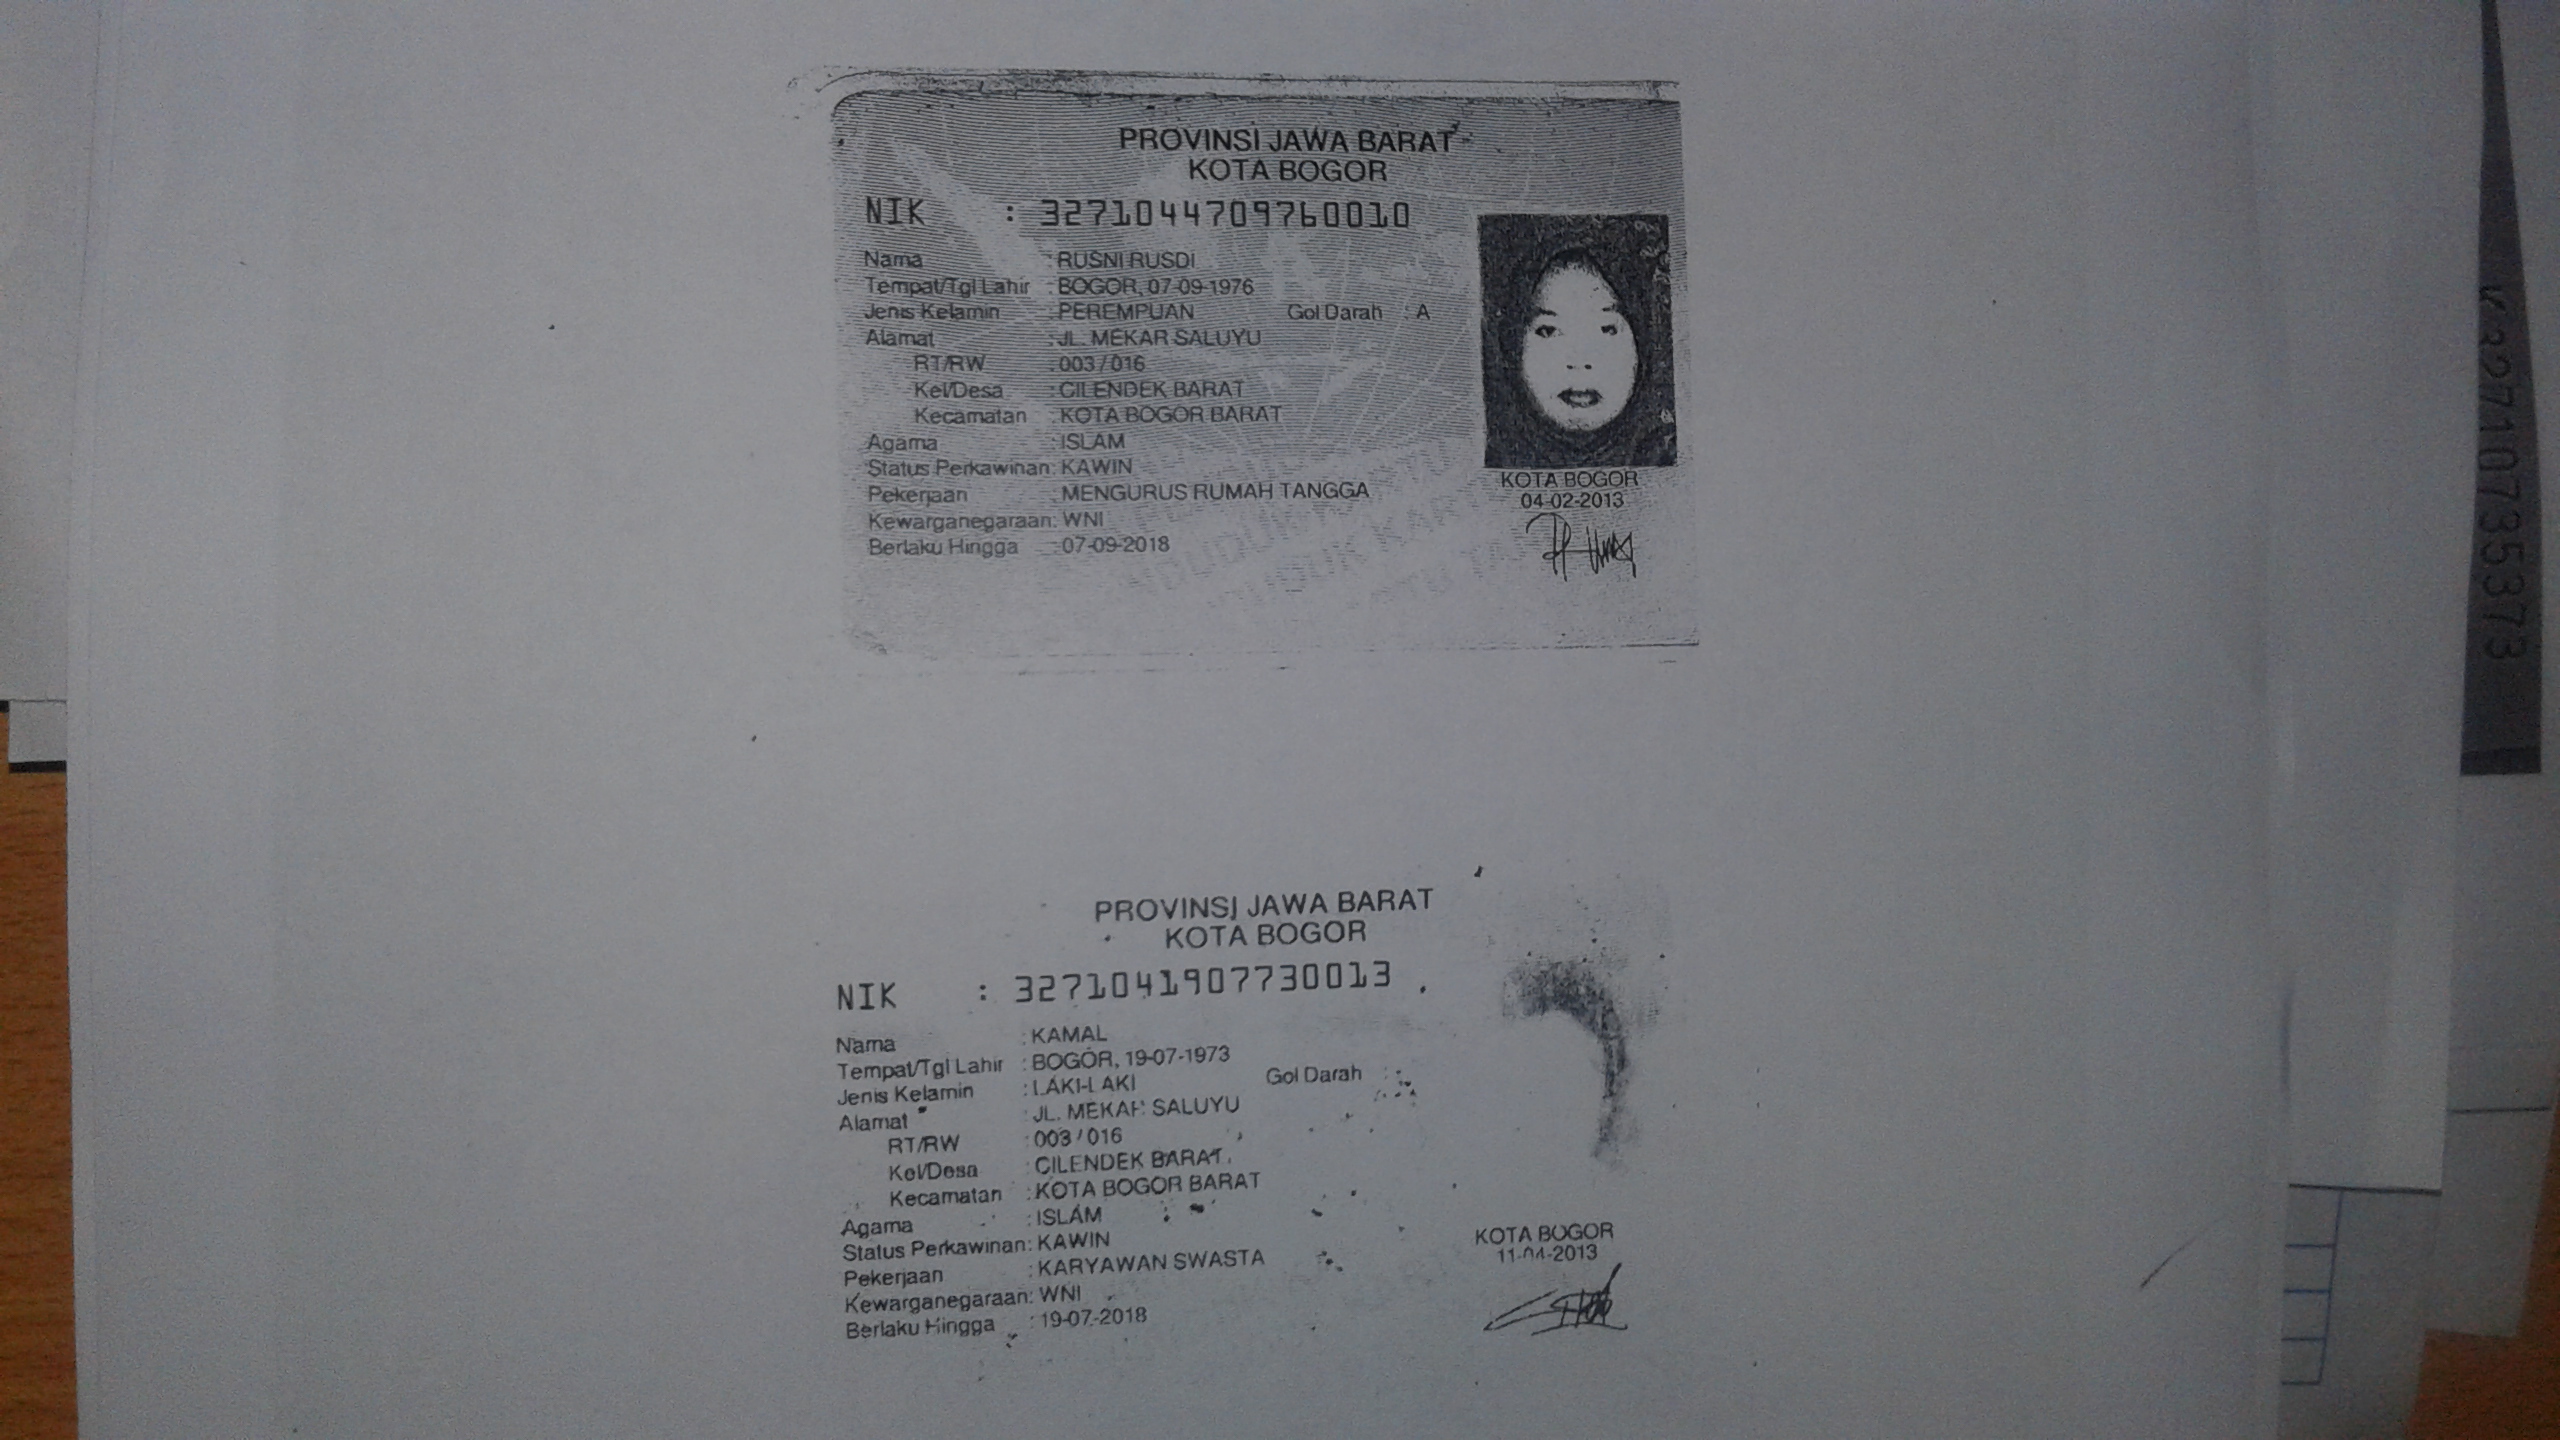 PROVINSI JAWA BARAT
KOTA BOGOR
NIK : 3271044709760010
Nama : RUSNI RUSDI
Tempat/Tgl Lahir : BOGOR, 07-09-1976
Jenis Kelamin : PEREMPUAN Gol Darah : A
Alamat : JL. MEKAR SALUYU
RT/RW : 003/016
Kel/Desa : CILENDEK BARAT
Kecamatan : KOTA BOGOR BARAT
Agama : ISLAM
Status Perkawinan: KAWIN
Pekerjaan : MENGURUS RUMAH TANGGA
Kewarganegaraan: WNI
Berlaku Hingga : 07-09-2018
KOTA BOGOR
04-02-2013
PROVINSI JAWA BARAT
KOTA BOGOR
NIK : 3271041907730013
Nama : KAMAL
Tempat/Tgl Lahir : BOGOR, 19-07-1973
Jenis Kelamin : LAKI-LAKI Gol Darah :
Alamat : JL. MEKAR SALUYU
RT/RW : 003/016
Kel/Desa : CILENDEK BARAT
Kecamatan : KOTA BOGOR BARAT
Agama : ISLAM
Status Perkawinan: KAWIN
Pekerjaan : KARYAWAN SWASTA
Kewarganegaraan: WNI
Berlaku Hingga : 19-07-2018
KOTA BOGOR
11-04-2013